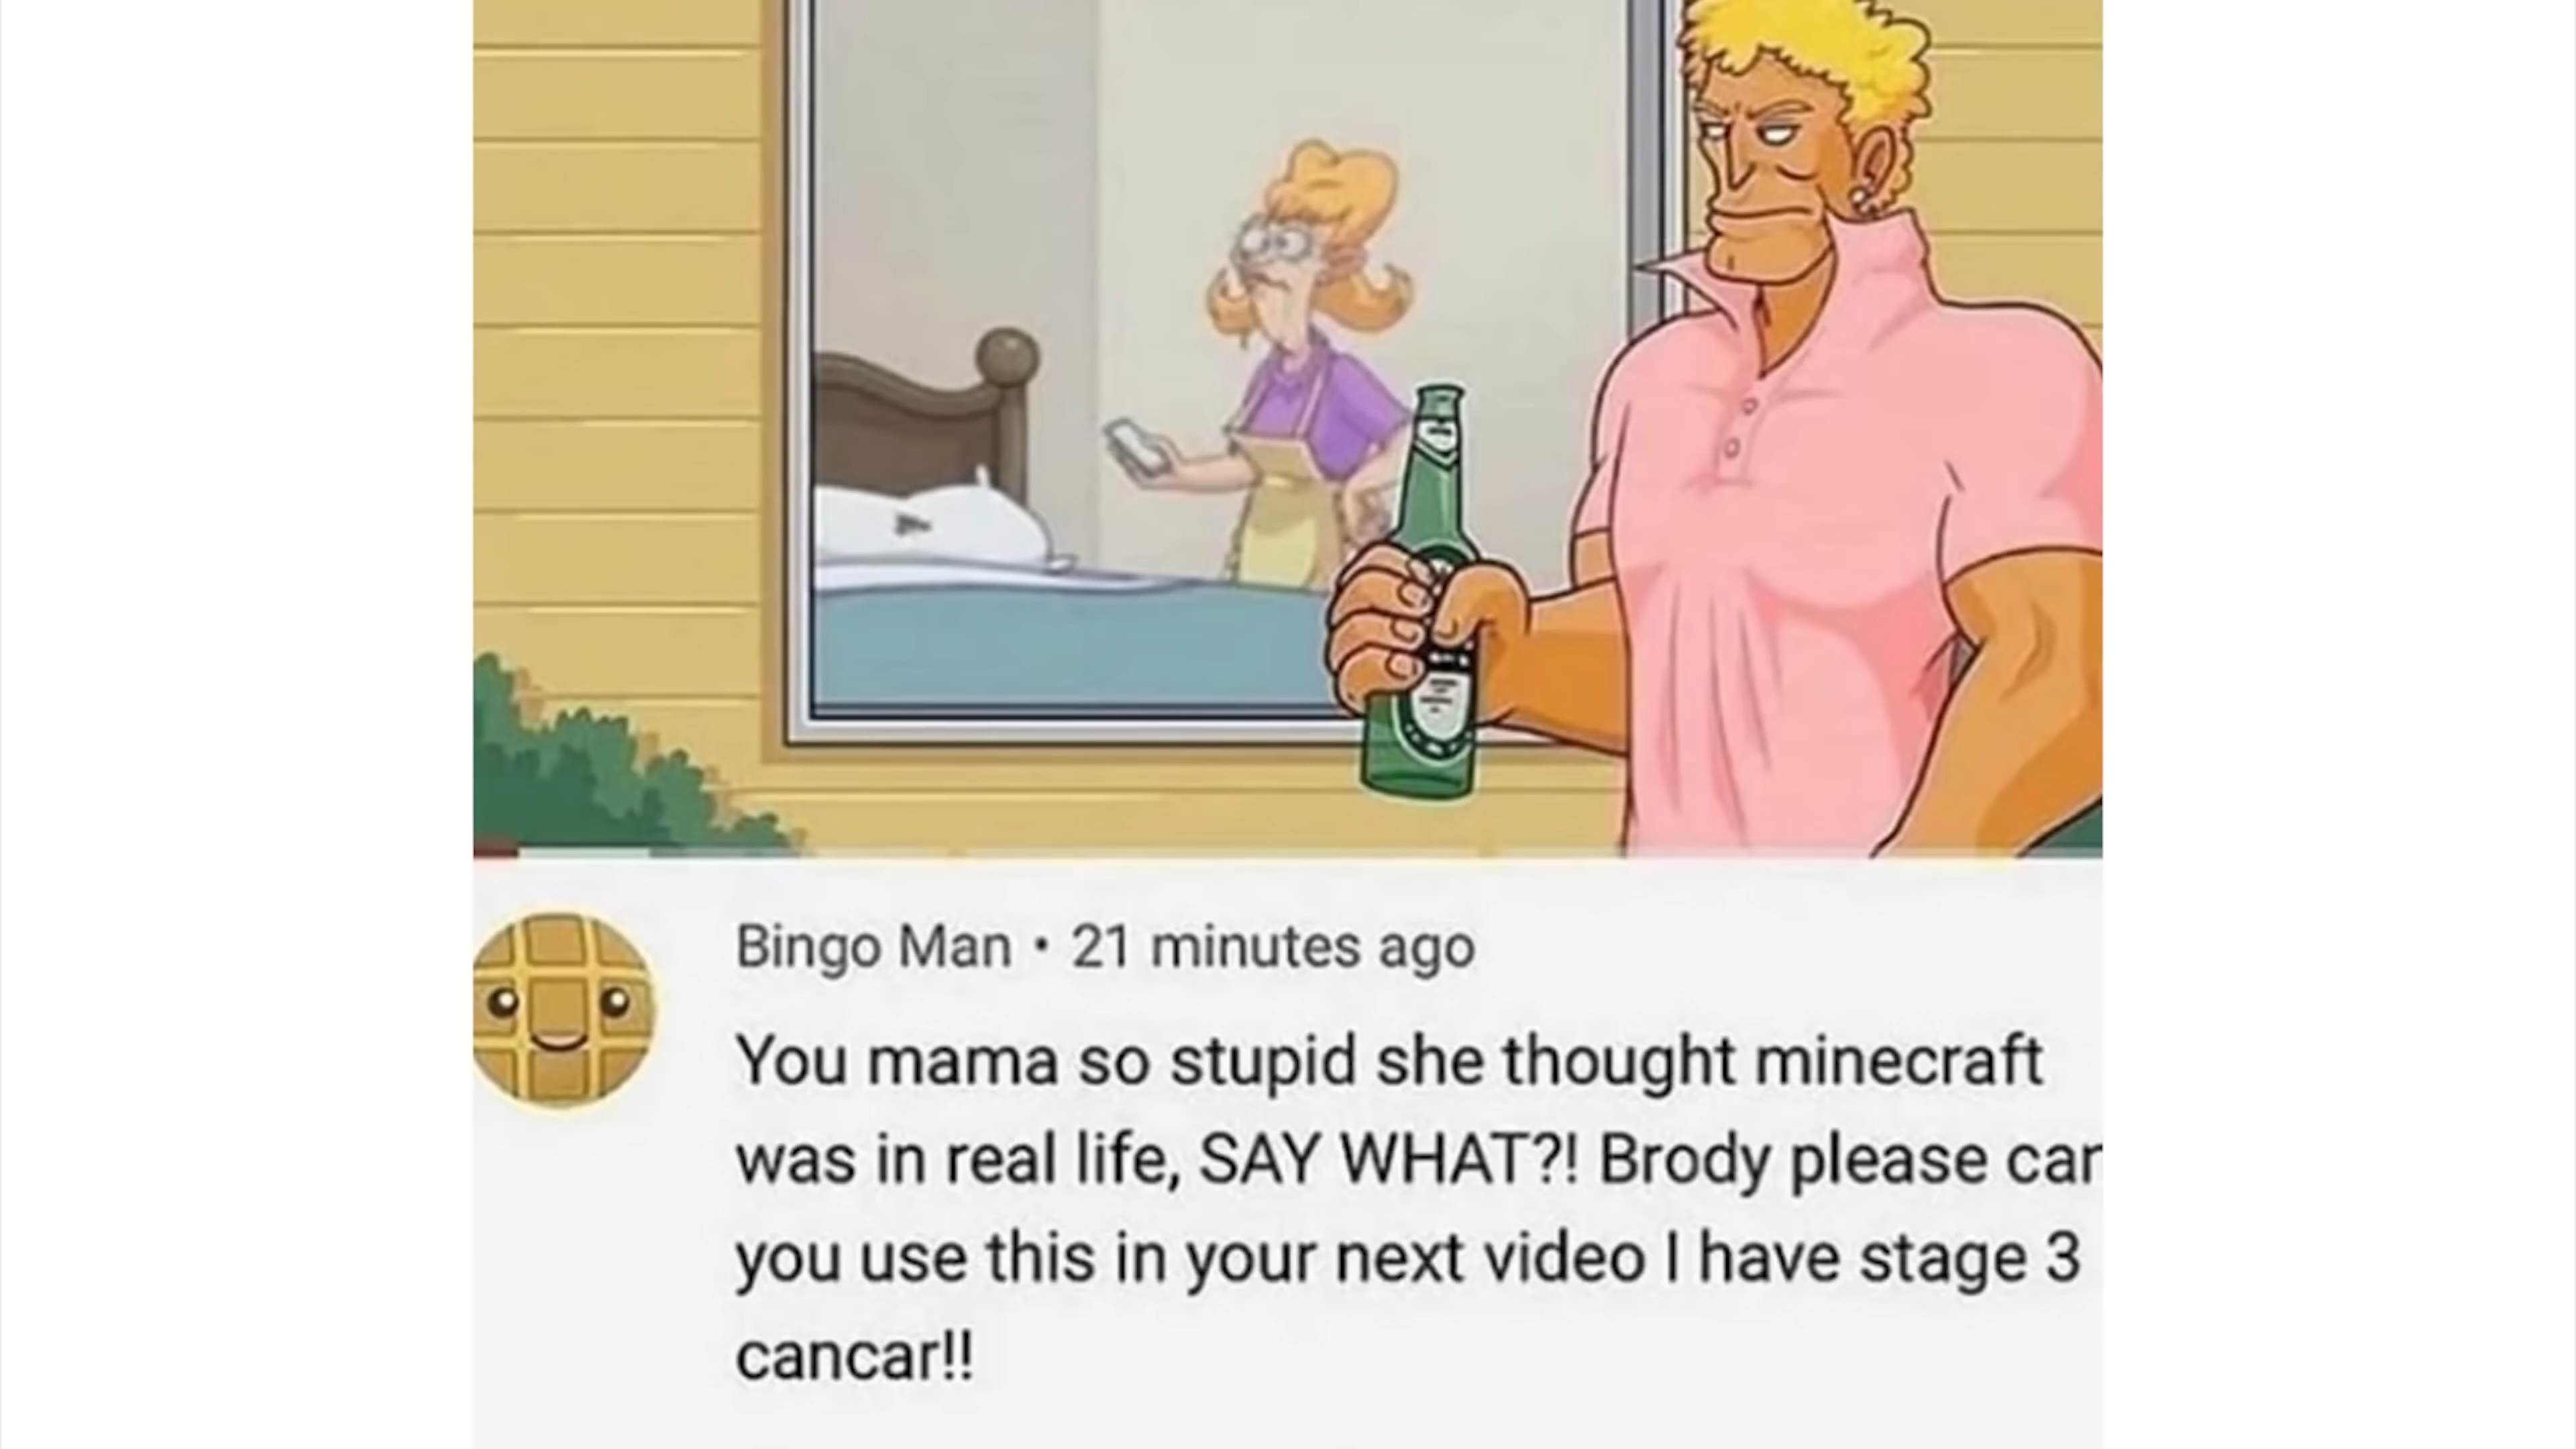 Bingo Man • 21 minutes ago
You mama so stupid she thought minecraft
was in real life, SAY WHAT?! Brody please can
you use this in your next video I have stage 3
cancar!!